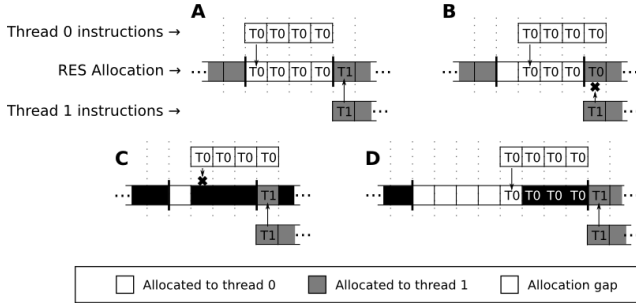 A B
Thread 0 instructions → T0 T0 T0 T0 T0 T0 T0 T0
RES Allocation → ... T0 T0 T0 T0 T1 ... ... T0 T0 T0 T0 ...
Thread 1 instructions → T1 ... T1 ...
C D
T0 T0 T0 T0 T0 T0 T0 T0
... T1 ... ... T0 T0 T0 T0 T1 ...
T1 ... T1 ...
Allocated to thread 0 Allocated to thread 1 Allocation gap